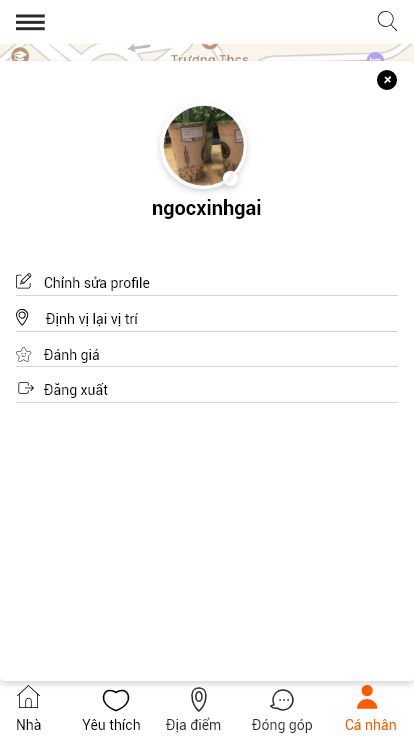 Trương Thcs
ngocxinhgai
Chỉnh sửa profile
Định vị lại vị trí
Đánh giá
Đăng xuất
Nhà
Yêu thích
Địa điểm
Đóng góp
Cá nhân